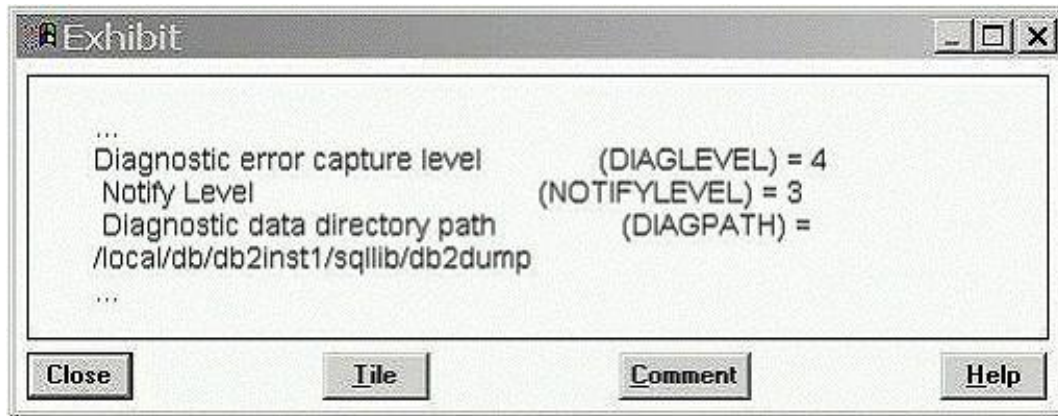 Exhibit
...
Diagnostic error capture level (DIAGLEVEL) = 4
Notify Level (NOTIFYLEVEL) = 3
Diagnostic data directory path (DIAGPATH) =
/local/db/db2inst1/sqllib/db2dump
...
Close Tile Comment Help